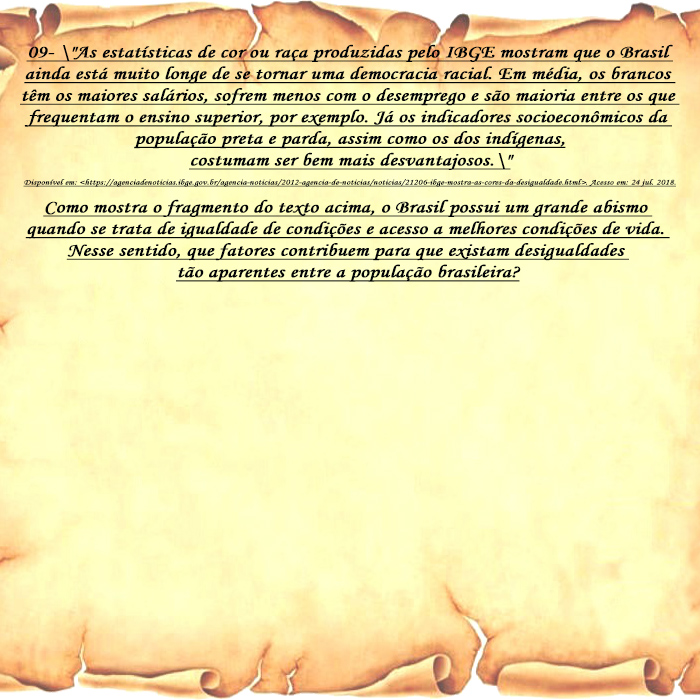 09- \"As estatísticas de cor ou raça produzidas pelo IBGE mostram que o Brasil
ainda está muito longe de se tornar uma democracia racial. Em média, os brancos
têm os maiores salários, sofrem menos com o desemprego e são maioria entre os que
frequentam o ensino superior, por exemplo. Já os indicadores socioeconômicos da
população preta e parda, assim como os dos indígenas,
costumam ser bem mais desvantajosos.\"
Disponível em: <https://agenciadenoticias.ibge.gov.br/agencia-noticias/2012-agencia-de-noticias/noticias/21206-ibge-mostra-as-cores-da-desigualdade.html>. Acesso em: 24 jul. 2018.
Como mostra o fragmento do texto acima, o Brasil possui um grande abismo
quando se trata de igualdade de condições e acesso a melhores condições de vida.
Nesse sentido, que fatores contribuem para que existam desigualdades
tão aparentes entre a população brasileira?